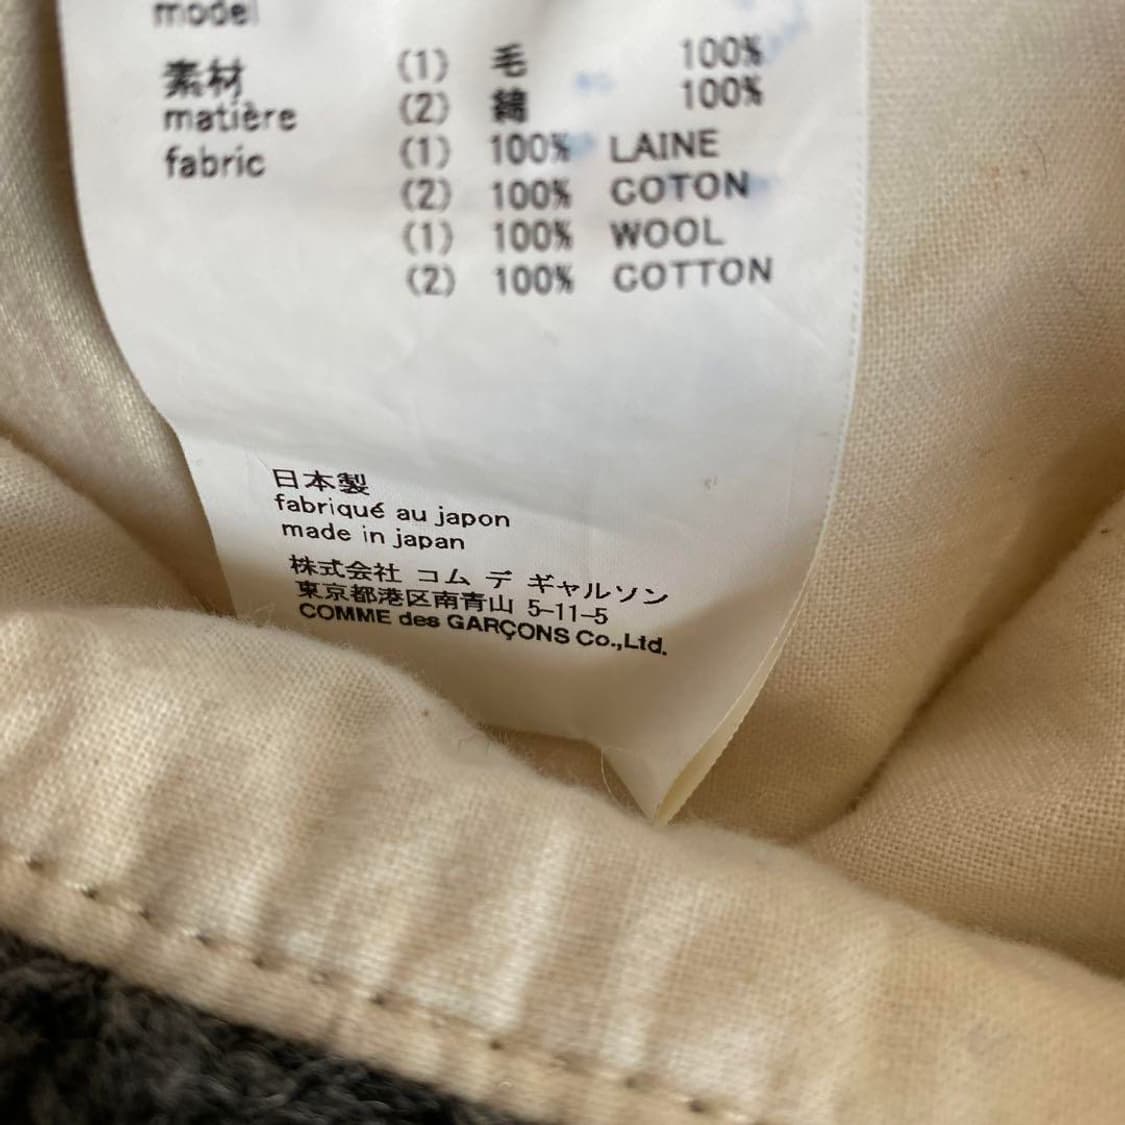 model
素材 (1) 毛 100%
matière (2) 綿 100%
fabric (1) 100% LAINE
(2) 100% COTON
(1) 100% WOOL
(2) 100% COTTON
日本製
fabriqué au japon
made in japan
株式会社 コム デ ギャルソン
東京都港区南青山 5-11-5
COMME des GARÇONS Co.,Ltd.